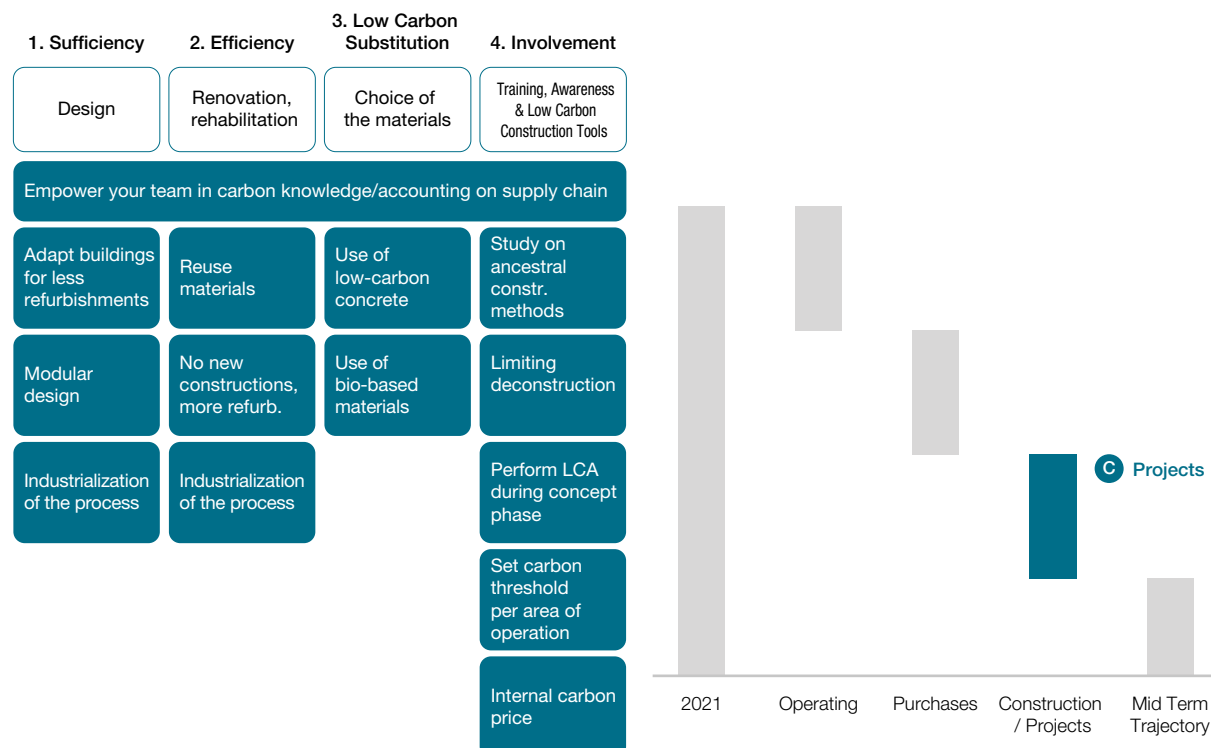 1. Sufficiency
2. Efficiency
3. Low Carbon
Substitution
4. Involvement
Design
Renovation,
rehabilitation
Choice of
the materials
Training, Awareness
& Low Carbon
Construction Tools
Empower your team in carbon knowledge/accounting on supply chain
Adapt buildings
for less
refurbishments
Reuse
materials
Use of
low-carbon
concrete
Study on
ancestral
constr.
methods
Modular
design
No new
constructions,
more refurb.
Use of
bio-based
materials
Limiting
deconstruction
Industrialization
of the process
Industrialization
of the process
Perform LCA
during concept
phase
Set carbon
threshold
per area of
operation
Internal carbon
price
C Projects
2021
Operating
Purchases
Construction
/ Projects
Mid Term
Trajectory